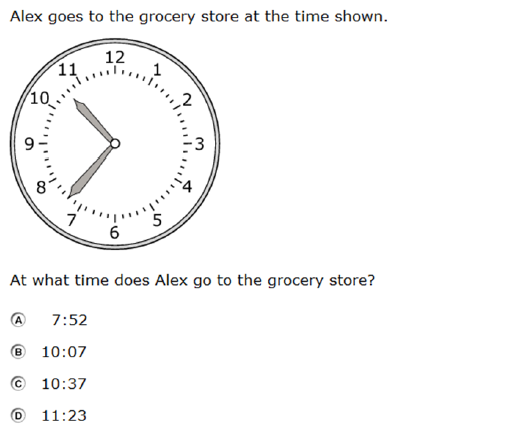 Alex goes to the grocery store at the time shown.
12
11 1
10 2
9 3
8 4
7 5
6
At what time does Alex go to the grocery store?
A 7:52
B 10:07
C 10:37
D 11:23